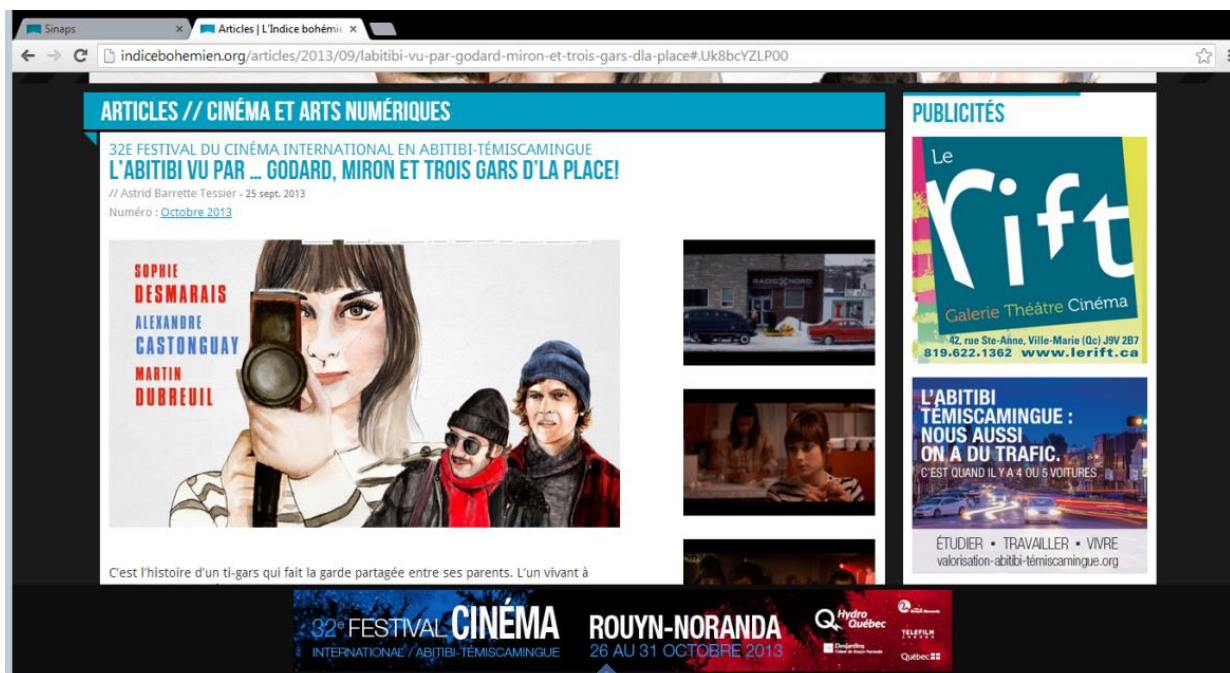 Sinaps
Articles | L'Indice bohémie
indicebohemien.org/articles/2013/09/labitibi-vu-par-godard-miron-et-trois-gars-dla-place#.Uk8bcYZLP00
ARTICLES // CINÉMA ET ARTS NUMÉRIQUES
32E FESTIVAL DU CINÉMA INTERNATIONAL EN ABITIBI-TÉMISCAMINGUE
L'ABITIBI VU PAR ... GODARD, MIRON ET TROIS GARS D'LA PLACE!
// Astrid Barrette Tessier - 25 sept. 2013
Numéro : Octobre 2013
SOPHIE
DESMARAIS
ALEXANDRE
CASTONGUAY
MARTIN
DUBREUIL
RADIO NORD
C'est l'histoire d'un ti-gars qui fait la garde partagée entre ses parents. L'un vivant à
PUBLICITÉS
Le
rift
Galerie Théâtre Cinéma
42, rue Ste-Anne, Ville-Marie (Qc) J9V 2B7
819.622.1362 www.lerift.ca
L'ABITIBI
TÉMISCAMINGUE :
NOUS AUSSI
ON A DU TRAFIC.
C'EST QUAND IL Y A 4 OU 5 VOITURES
ÉTUDIER • TRAVAILLER • VIVRE
valorisation-abitibi-témiscamingue.org
32e FESTIVAL CINÉMA
INTERNATIONAL / ABITIBI-TÉMISCAMINGUE
ROUYN-NORANDA
26 AU 31 OCTOBRE 2013
Hydro
Québec
Desjardins
TELEFILM
Québec